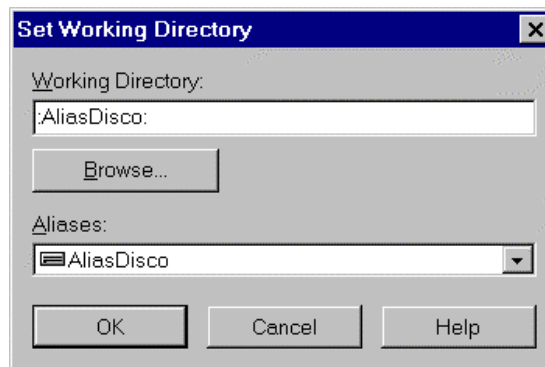 Set Working Directory
Working Directory:
:AliasDisco:
Browse...
Aliases:
AliasDisco
OK Cancel Help